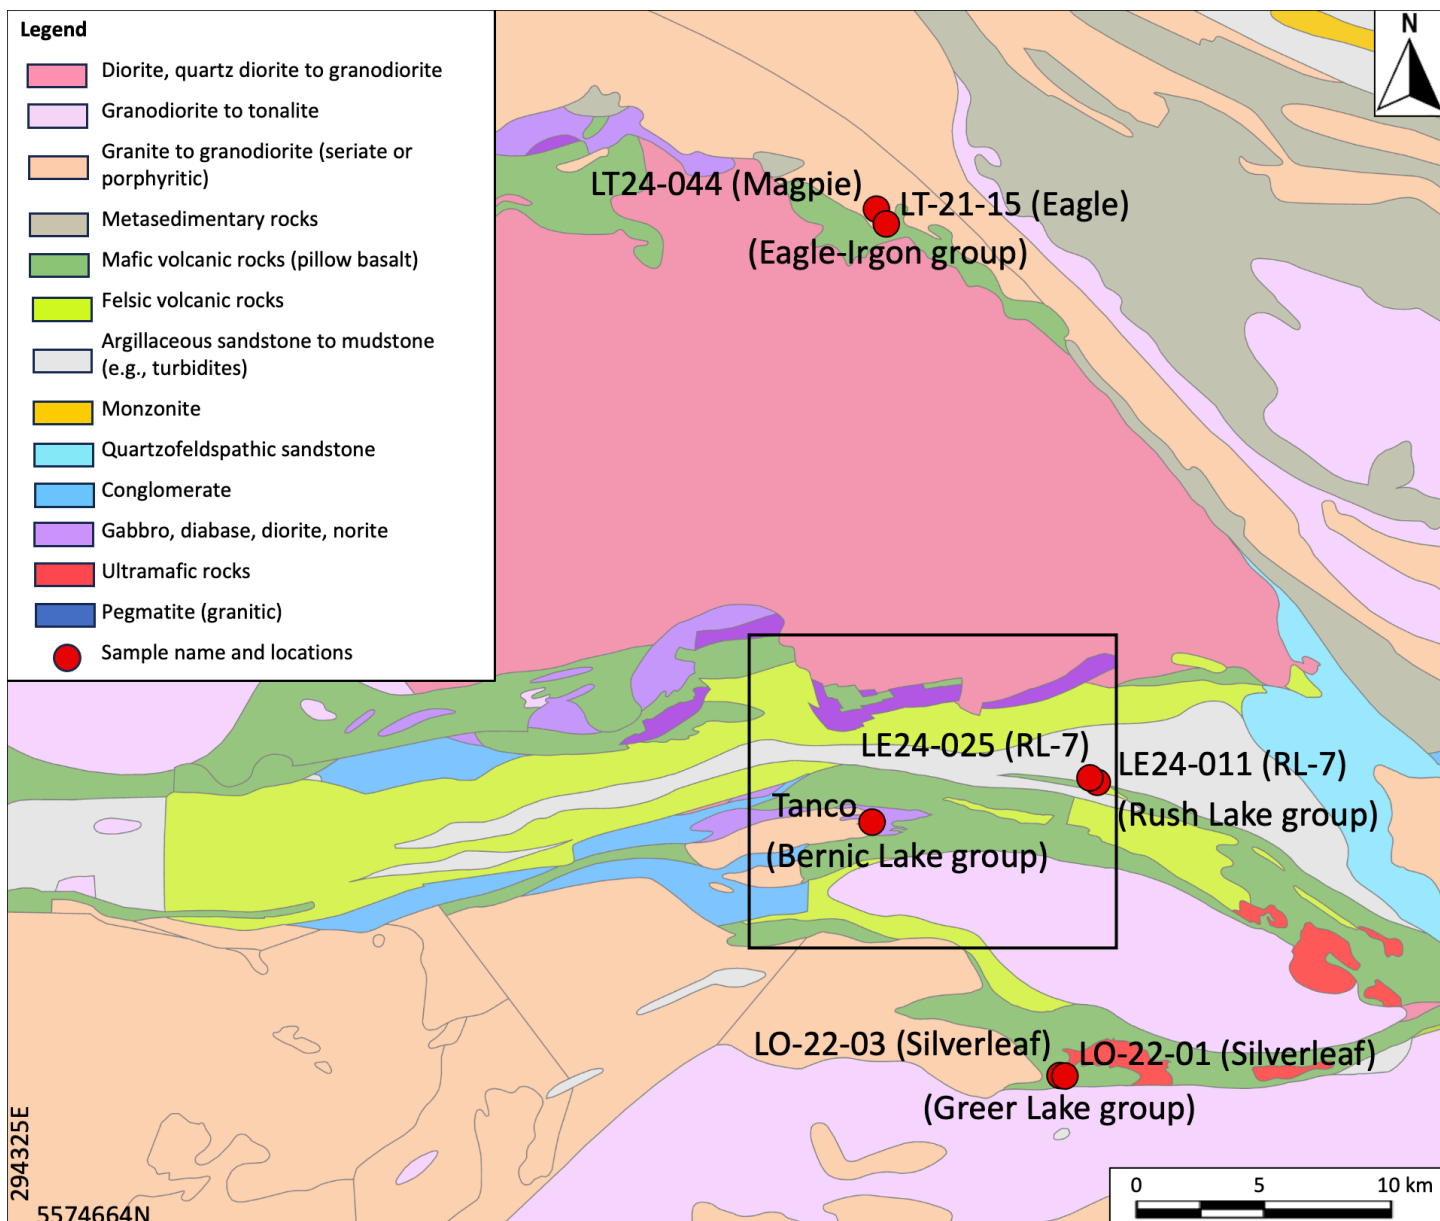 Legend
Diorite, quartz diorite to granodiorite
Granodiorite to tonalite
Granite to granodiorite (seriate or
porphyritic)
Metasedimentary rocks
Mafic volcanic rocks (pillow basalt)
Felsic volcanic rocks
Argillaceous sandstone to mudstone
(e.g., turbidites)
Monzonite
Quartzofeldspathic sandstone
Conglomerate
Gabbro, diabase, diorite, norite
Ultramafic rocks
Pegmatite (granitic)
Sample name and locations
N
LT24-044 (Magpie)
LT-21-15 (Eagle)
(Eagle-Irgon group)
LE24-025 (RL-7)
LE24-011 (RL-7)
(Rush Lake group)
Tanco
(Bernic Lake group)
LO-22-03 (Silverleaf)
LO-22-01 (Silverleaf)
(Greer Lake group)
294325E
5574664N
0 5 10 km